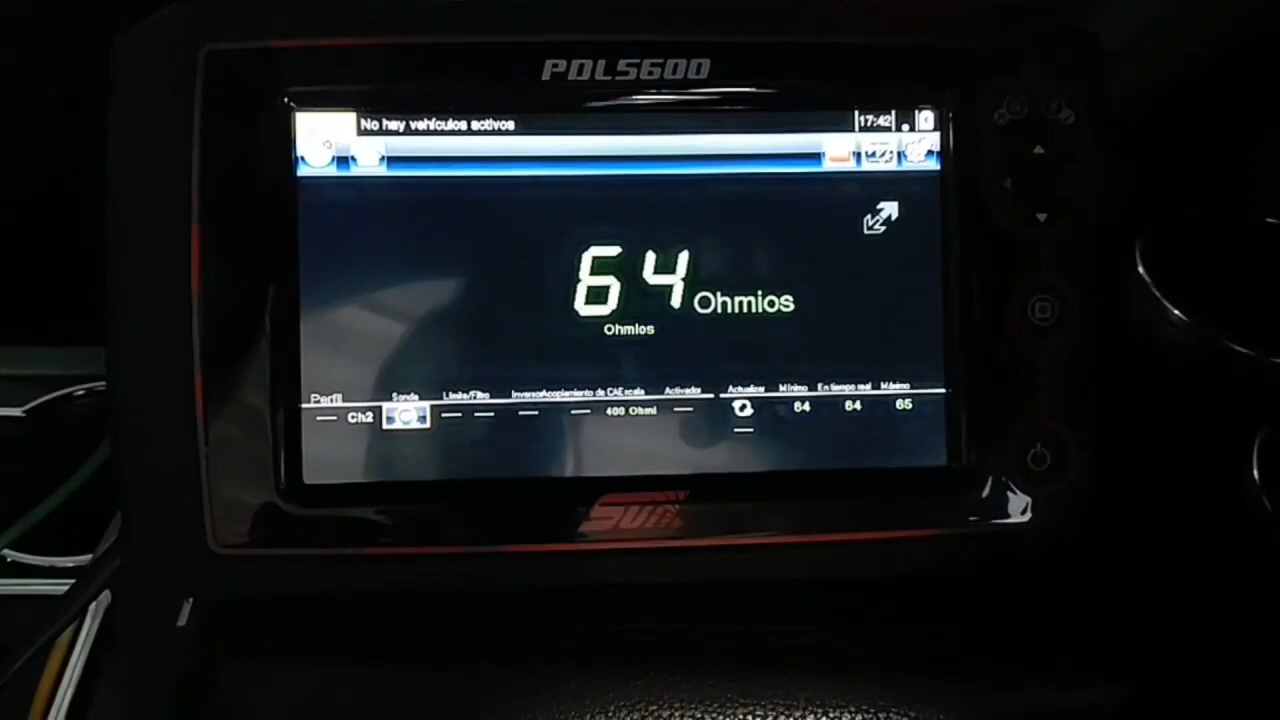 PDL5600
No hay vehículos activos 17:42
64 Ohmios
Ohmios
Perfil Sonda Límite/Filtro Inversor Acoplamiento de CA Escala Activador Actualizar Mínimo En tiempo real Máximo
Ch2 400 Ohmi 64 64 65
Sun